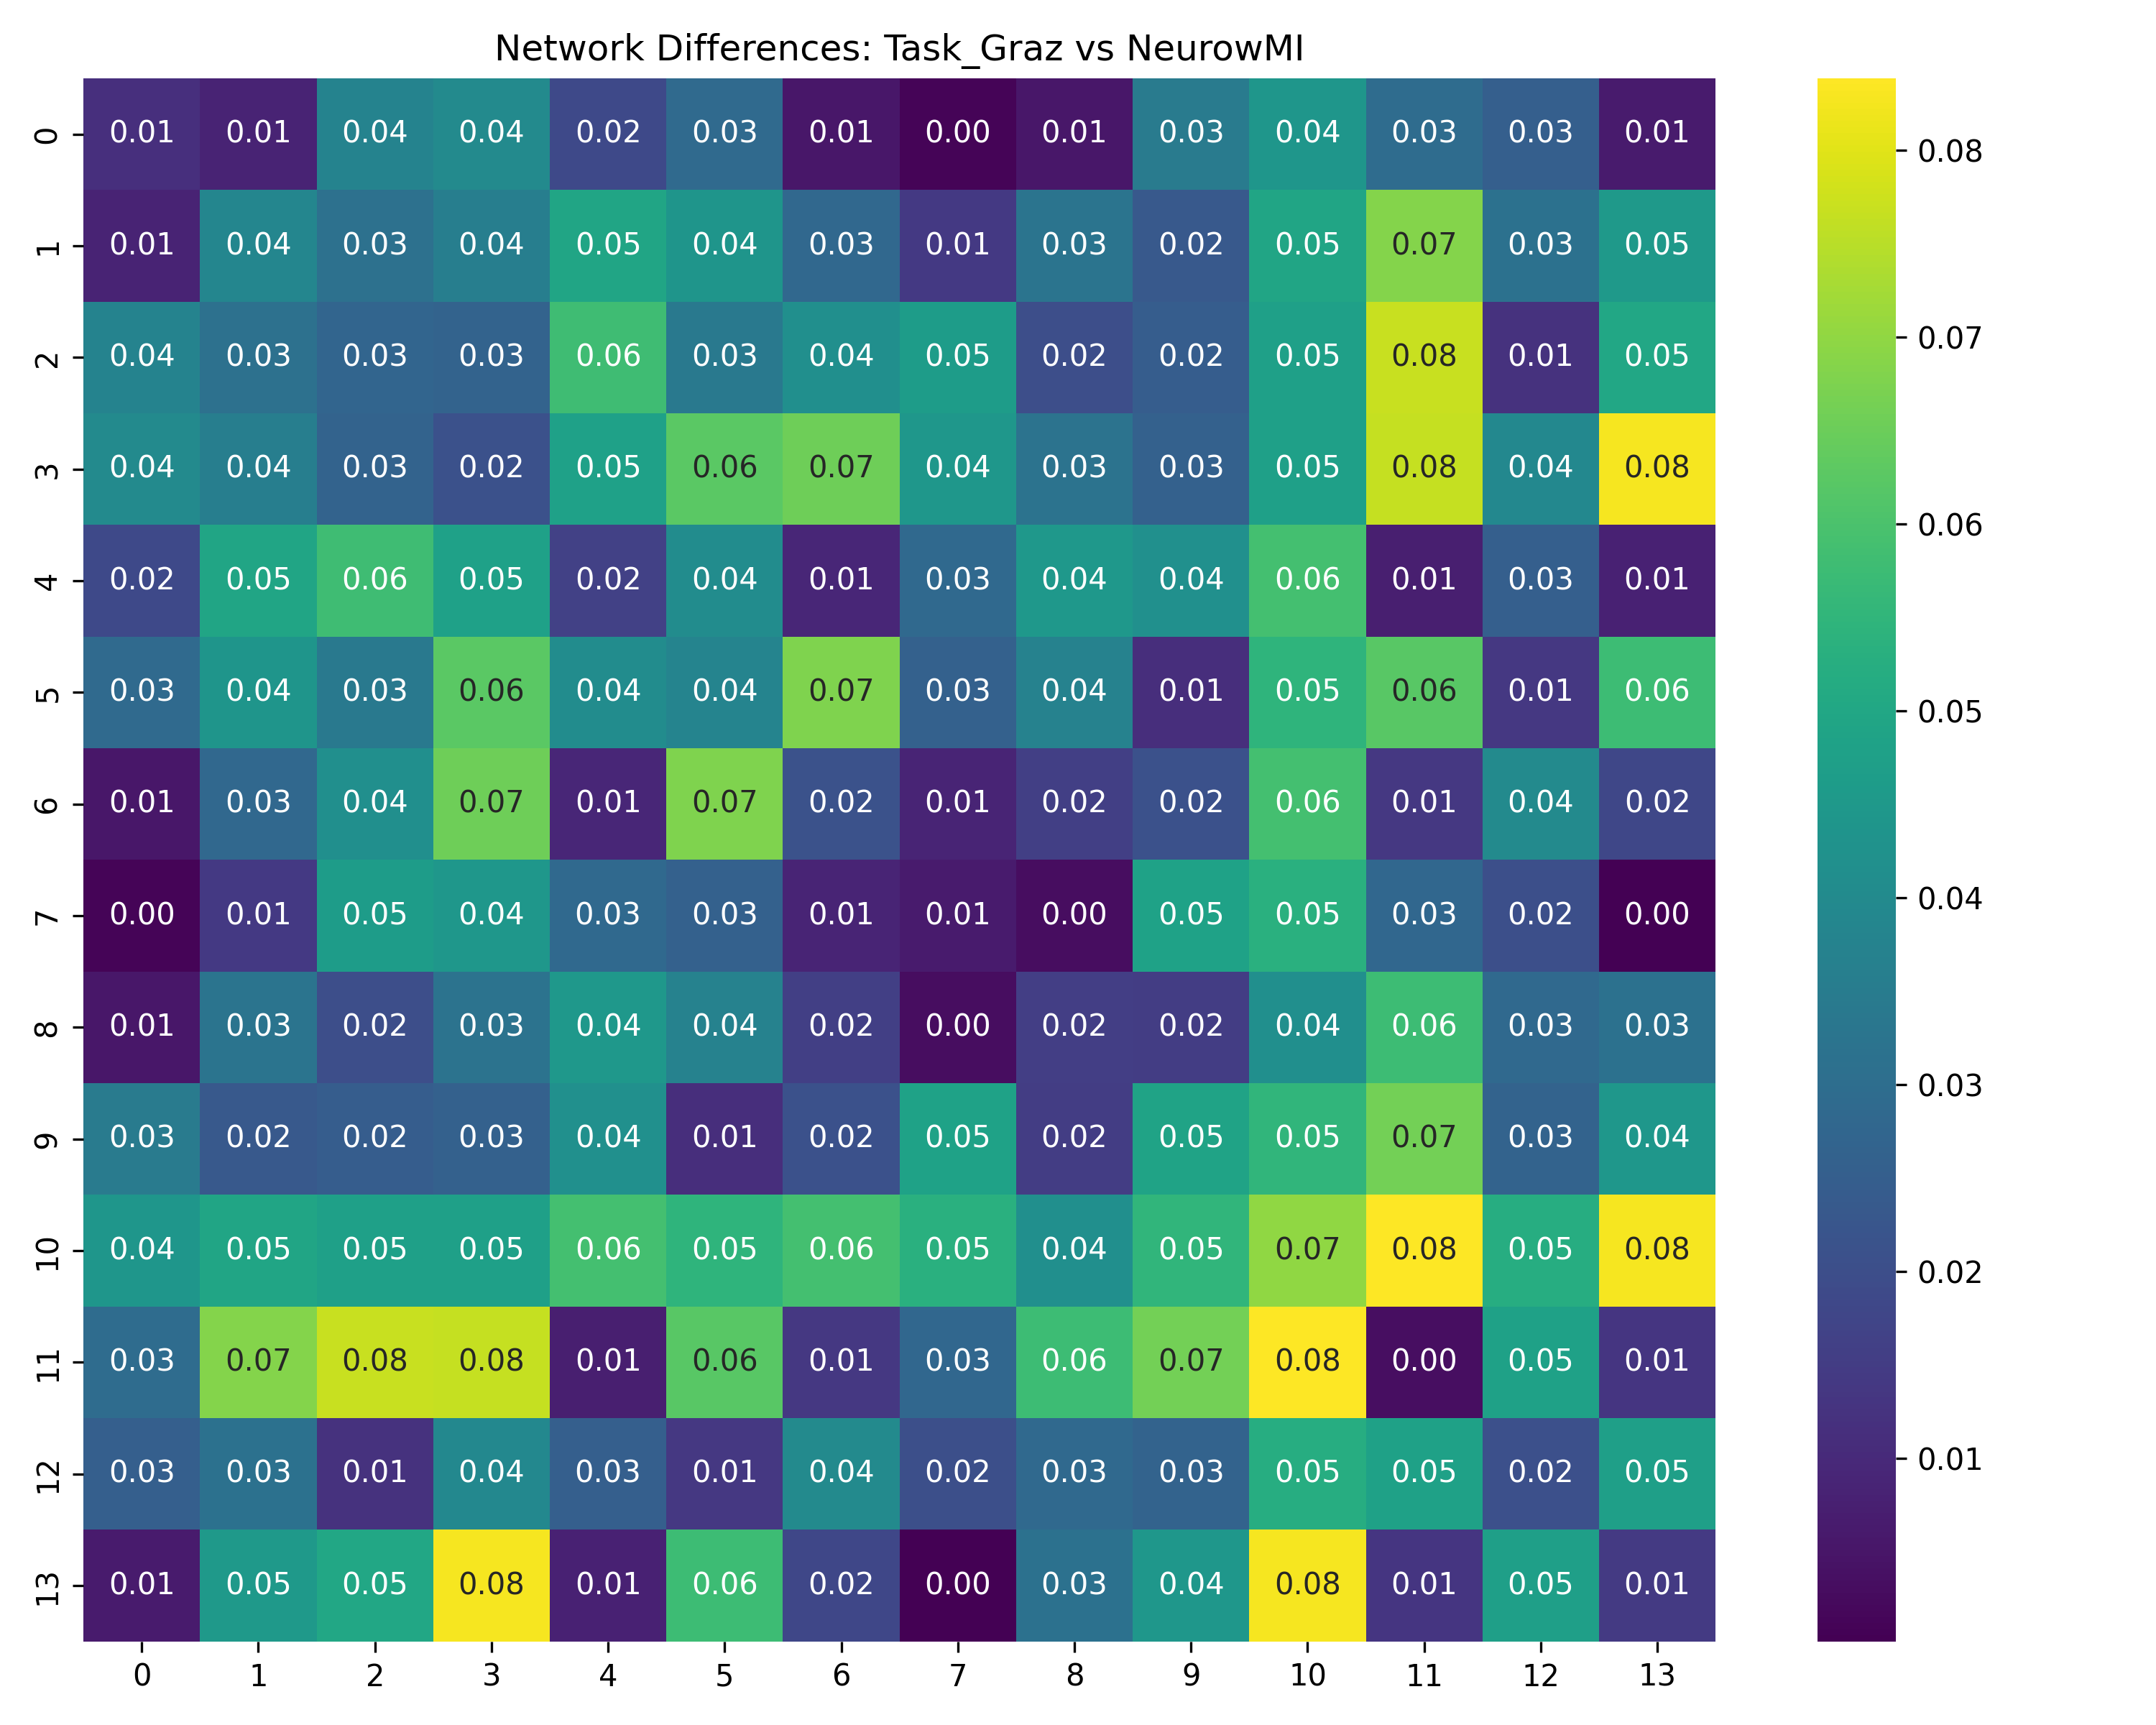 Network Differences: Task_Graz vs NeurowMI
0 0.01 0.01 0.04 0.04 0.02 0.03 0.01 0.00 0.01 0.03 0.04 0.03 0.03 0.01
1 0.01 0.04 0.03 0.04 0.05 0.04 0.03 0.01 0.03 0.02 0.05 0.07 0.03 0.05
2 0.04 0.03 0.03 0.03 0.06 0.03 0.04 0.05 0.02 0.02 0.05 0.08 0.01 0.05
3 0.04 0.04 0.03 0.02 0.05 0.06 0.07 0.04 0.03 0.03 0.05 0.08 0.04 0.08
4 0.02 0.05 0.06 0.05 0.02 0.04 0.01 0.03 0.04 0.04 0.06 0.01 0.03 0.01
5 0.03 0.04 0.03 0.06 0.04 0.04 0.07 0.03 0.04 0.01 0.05 0.06 0.01 0.06
6 0.01 0.03 0.04 0.07 0.01 0.07 0.02 0.01 0.02 0.02 0.06 0.01 0.04 0.02
7 0.00 0.01 0.05 0.04 0.03 0.03 0.01 0.01 0.00 0.05 0.05 0.03 0.02 0.00
8 0.01 0.03 0.02 0.03 0.04 0.04 0.02 0.00 0.02 0.02 0.04 0.06 0.03 0.03
9 0.03 0.02 0.02 0.03 0.04 0.01 0.02 0.05 0.02 0.05 0.05 0.07 0.03 0.04
10 0.04 0.05 0.05 0.05 0.06 0.05 0.06 0.05 0.04 0.05 0.07 0.08 0.05 0.08
11 0.03 0.07 0.08 0.08 0.01 0.06 0.01 0.03 0.06 0.07 0.08 0.00 0.05 0.01
12 0.03 0.03 0.01 0.04 0.03 0.01 0.04 0.02 0.03 0.03 0.05 0.05 0.02 0.05
13 0.01 0.05 0.05 0.08 0.01 0.06 0.02 0.00 0.03 0.04 0.08 0.01 0.05 0.01
0 1 2 3 4 5 6 7 8 9 10 11 12 13
0.08
0.07
0.06
0.05
0.04
0.03
0.02
0.01